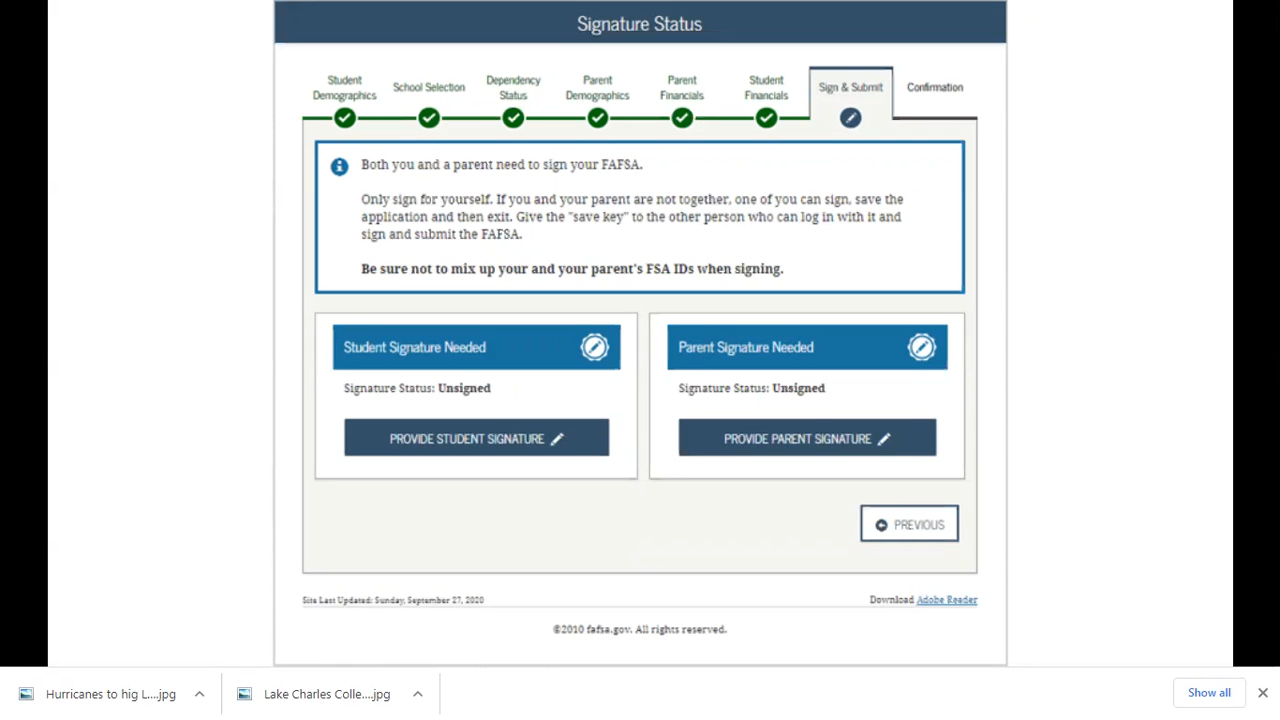 Signature Status
Student Demographics
School Selection
Dependency Status
Parent Demographics
Parent Financials
Student Financials
Sign & Submit
Confirmation
Both you and a parent need to sign your FAFSA.
Only sign for yourself. If you and your parent are not together, one of you can sign, save the
application and then exit. Give the "save key" to the other person who can log in with it and
sign and submit the FAFSA.
Be sure not to mix up your and your parent's FSA IDs when signing.
Student Signature Needed
Signature Status: Unsigned
PROVIDE STUDENT SIGNATURE
Parent Signature Needed
Signature Status: Unsigned
PROVIDE PARENT SIGNATURE
PREVIOUS
Site Last Updated: Sunday, September 27, 2020
Download Adobe Reader
©2010 fafsa.gov. All rights reserved.
Hurricanes to hig L....jpg
Lake Charles Colle....jpg
Show all